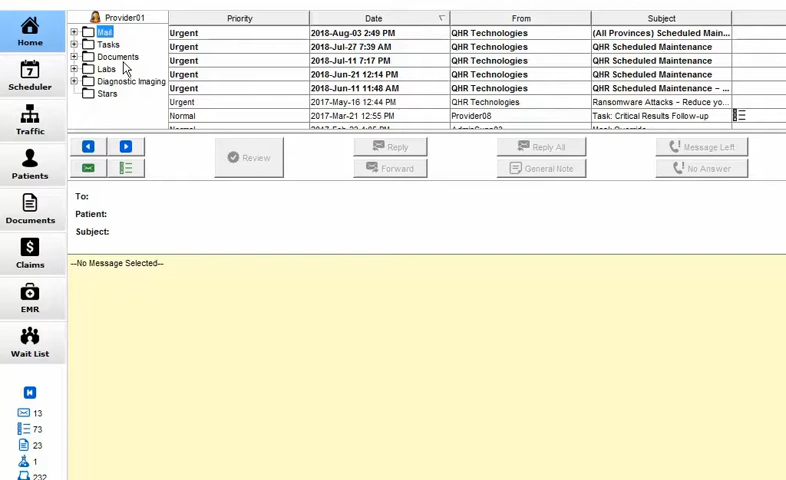 Home
7
Scheduler
Traffic
Patients
Documents
$
Claims
EMR
Wait List
13
73
23
1
232
Provider01
Mail
Tasks
Documents
Labs
Diagnostic Imaging
Stars
Priority Date From Subject
Urgent 2018-Aug-03 2:49 PM QHR Technologies (All Provinces) Scheduled Main...
Urgent 2018-Jul-27 7:39 AM QHR Technologies QHR Scheduled Maintenance
Urgent 2018-Jul-11 7:17 PM QHR Technologies QHR Scheduled Maintenance
Urgent 2018-Jun-21 12:14 PM QHR Technologies QHR Scheduled Maintenance
Urgent 2018-Jun-11 11:48 AM QHR Technologies QHR Scheduled Maintenance – ...
Urgent 2017-May-16 12:44 PM QHR Technologies Ransomware Attacks – Reduce yo...
Normal 2017-Mar-21 12:55 PM Provider08 Task: Critical Results Follow-up
Normal
Review Reply Reply All Message Left
Forward General Note No Answer
To:
Patient:
Subject:
--No Message Selected--